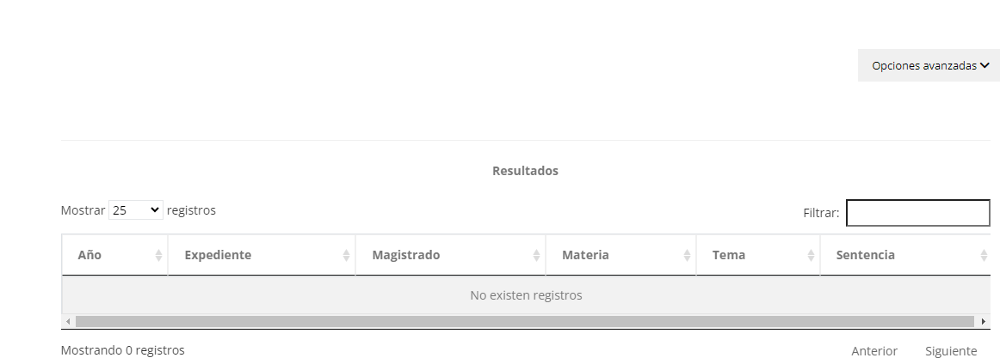 Opciones avanzadas
Resultados
Mostrar 25 registros
Filtrar:
Año Expediente Magistrado Materia Tema Sentencia
No existen registros
Mostrando 0 registros
Anterior Siguiente